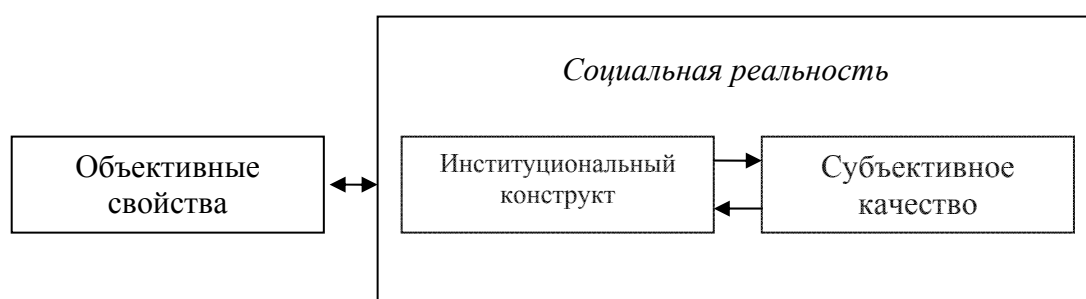 Социальная реальность
Объективные
свойства
Институциональный
конструкт
Субъективное
качество